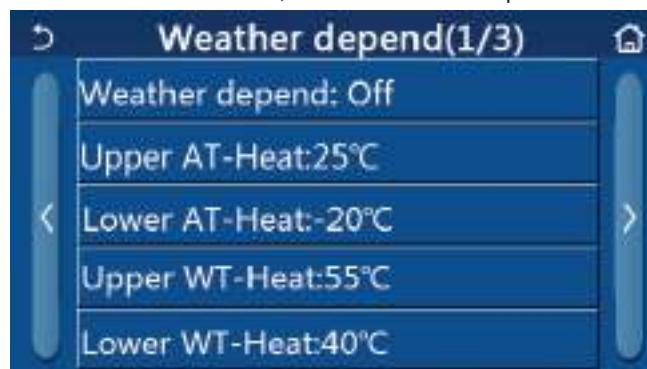 Weather depend(1/3)
Weather depend: Off
Upper AT-Heat:25℃
Lower AT-Heat:-20℃
Upper WT-Heat:55℃
Lower WT-Heat:40℃